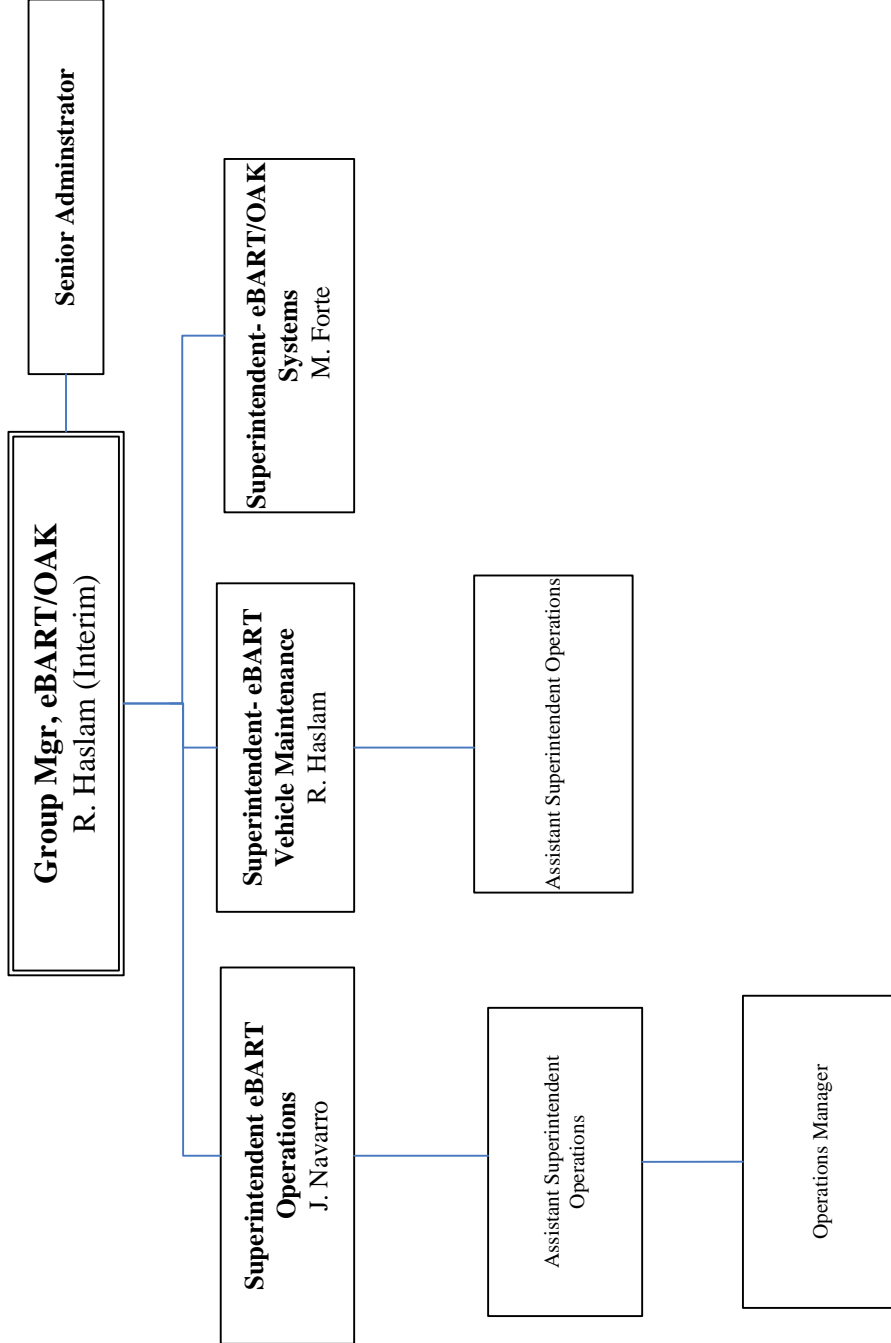 Group Mgr, eBART/OAK
R. Haslam (Interim)
Senior Adminstrator
Superintendent eBART
Operations
J. Navarro
Superintendent- eBART
Vehicle Maintenance
R. Haslam
Superintendent- eBART/OAK
Systems
M. Forte
Assistant Superintendent
Operations
Assistant Superintendent Operations
Operations Manager